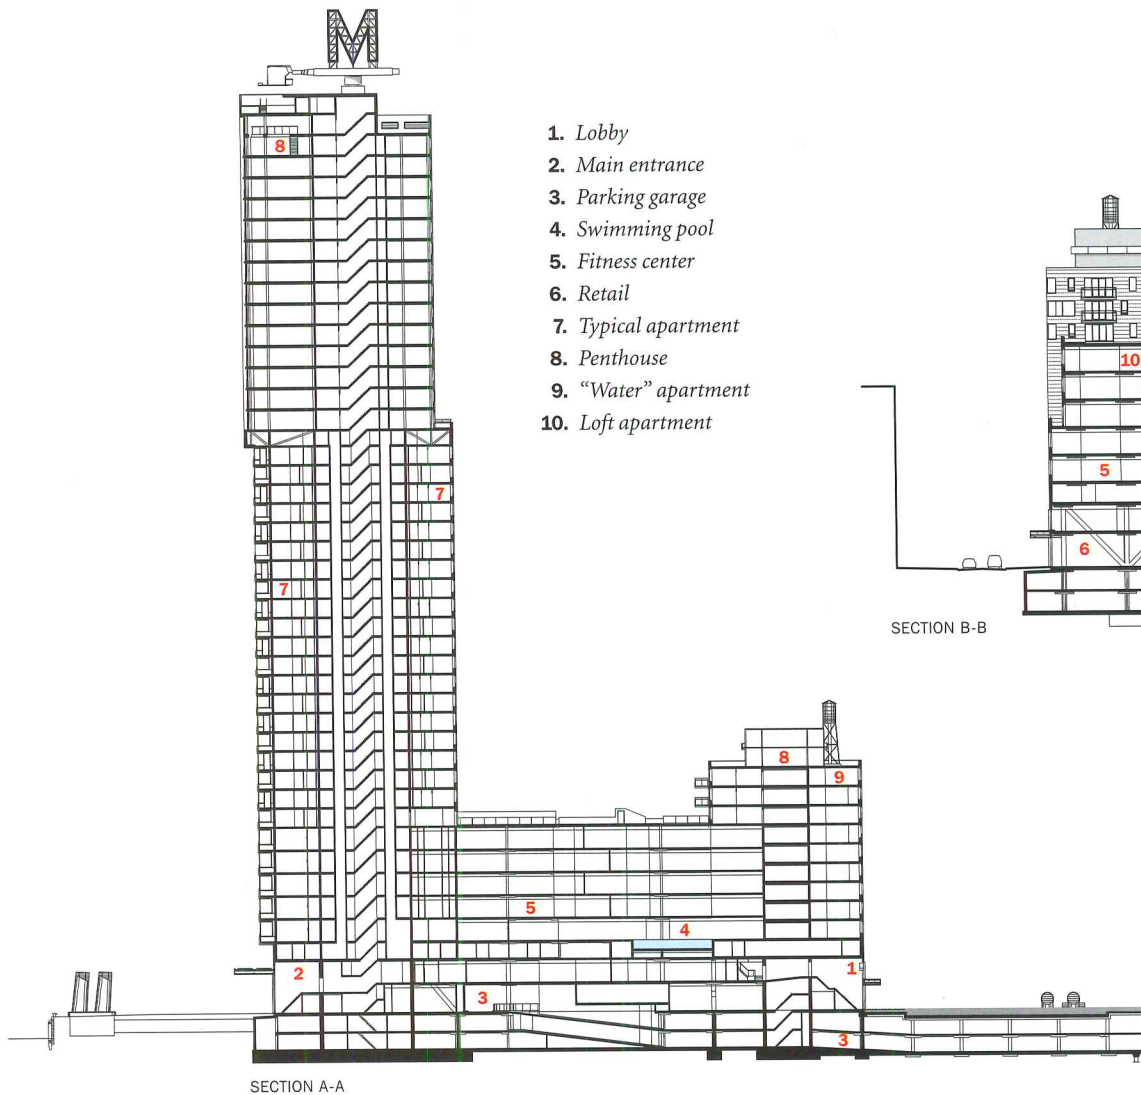 M
1. Lobby
2. Main entrance
3. Parking garage
4. Swimming pool
5. Fitness center
6. Retail
7. Typical apartment
8. Penthouse
9. “Water” apartment
10. Loft apartment
8
10
7
5
6
7
SECTION B-B
8
9
5
4
2
1
3
3
SECTION A-A